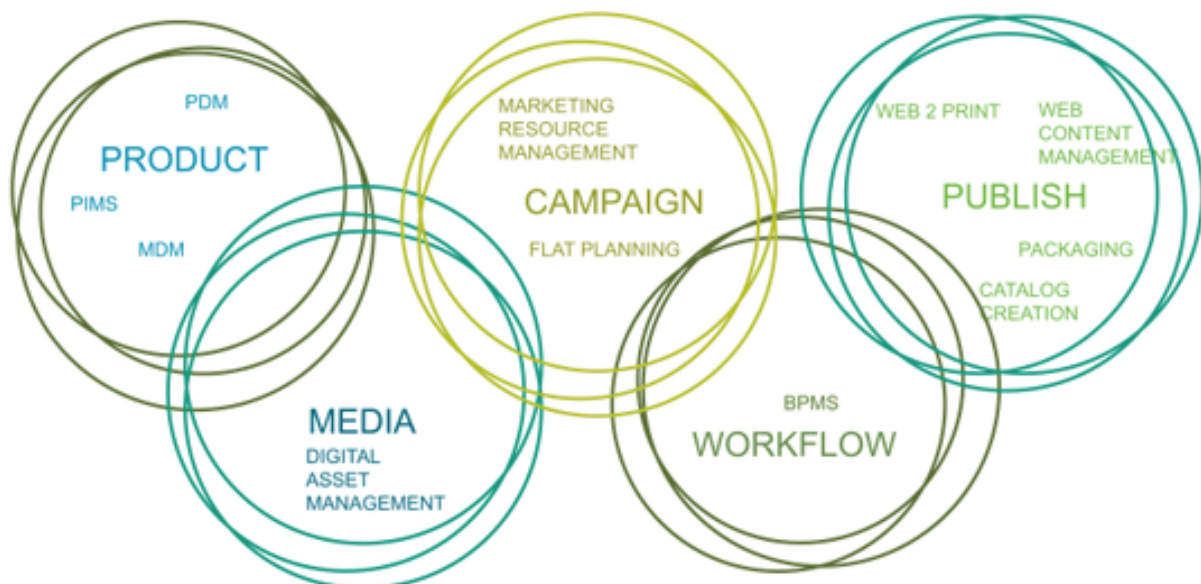 PDM
PRODUCT
PIMS
MDM
MEDIA
DIGITAL
ASSET
MANAGEMENT
MARKETING
RESOURCE
MANAGEMENT
CAMPAIGN
FLAT PLANNING
BPMS
WORKFLOW
WEB 2 PRINT
WEB
CONTENT
MANAGEMENT
PUBLISH
PACKAGING
CATALOG
CREATION